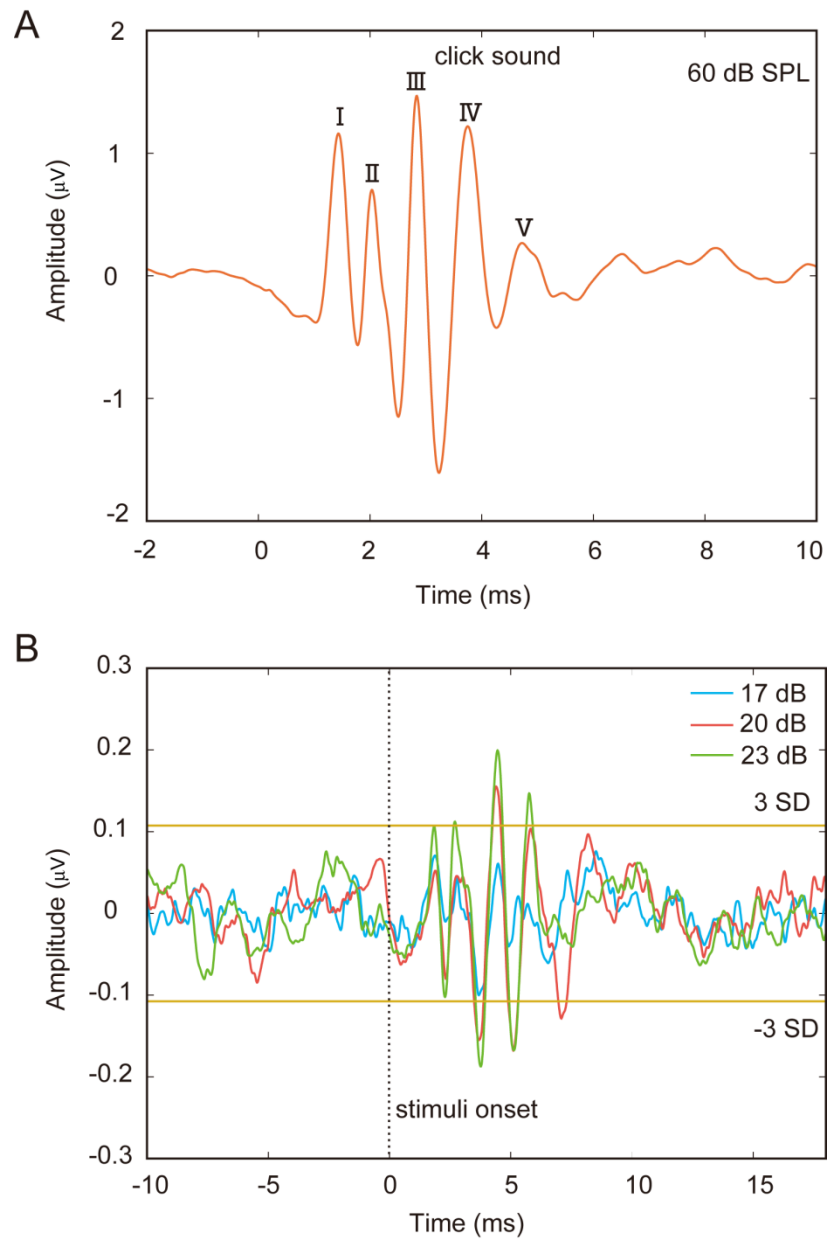 A
click sound
60 dB SPL
Ⅰ
Ⅱ
Ⅲ
Ⅳ
Ⅴ
2
1
0
-1
-2
Amplitude (μv)
-2 0 2 4 6 8 10
Time (ms)
B
17 dB
20 dB
23 dB
3 SD
-3 SD
stimuli onset
0.3
0.2
0.1
0
-0.1
-0.2
-0.3
Amplitude (μv)
-10 -5 0 5 10 15
Time (ms)